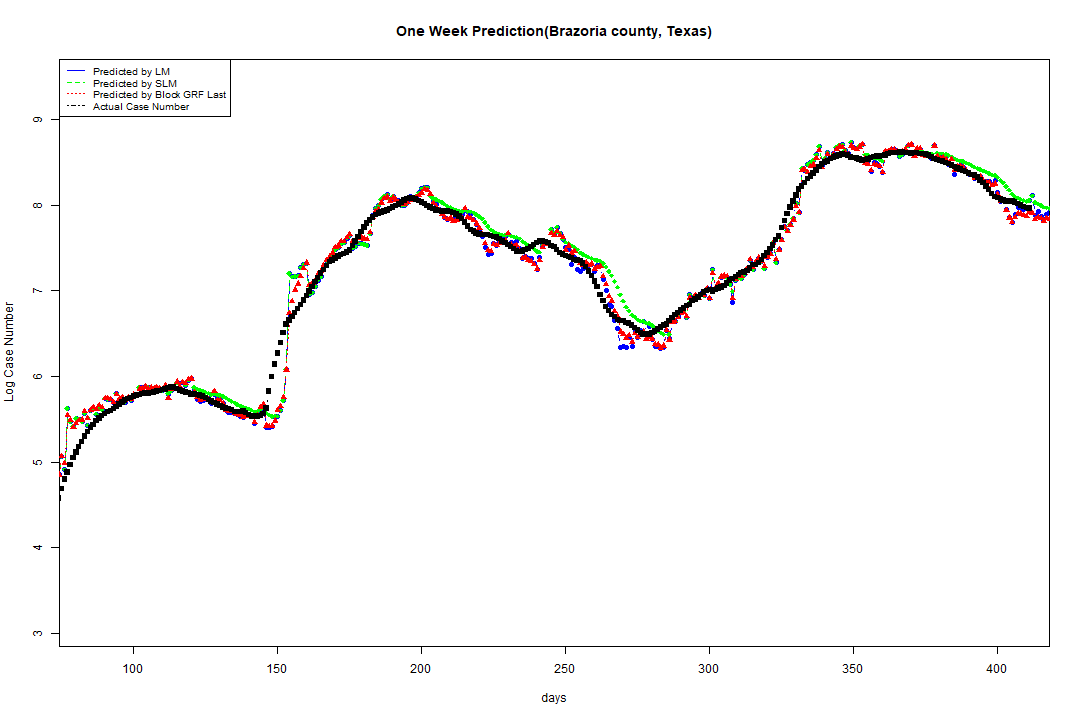 One Week Prediction(Brazoria county, Texas)
Predicted by LM
Predicted by SLM
Predicted by Block GRF Last
Actual Case Number
9
8
7
6
5
4
3
Log Case Number
100 150 200 250 300 350 400
days